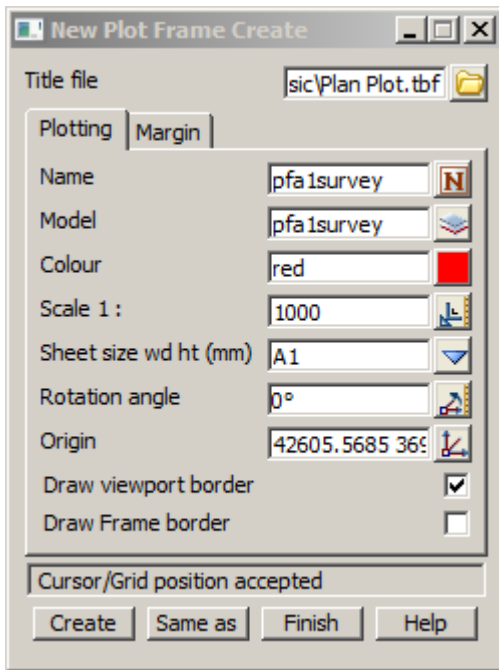 New Plot Frame Create
Title file sic\Plan Plot.tbf
Plotting Margin
Name pfa1survey N
Model pfa1survey
Colour red
Scale 1 : 1000
Sheet size wd ht (mm) A1
Rotation angle 0°
Origin 42605.5685 369
Draw viewport border
Draw Frame border
Cursor/Grid position accepted
Create Same as Finish Help